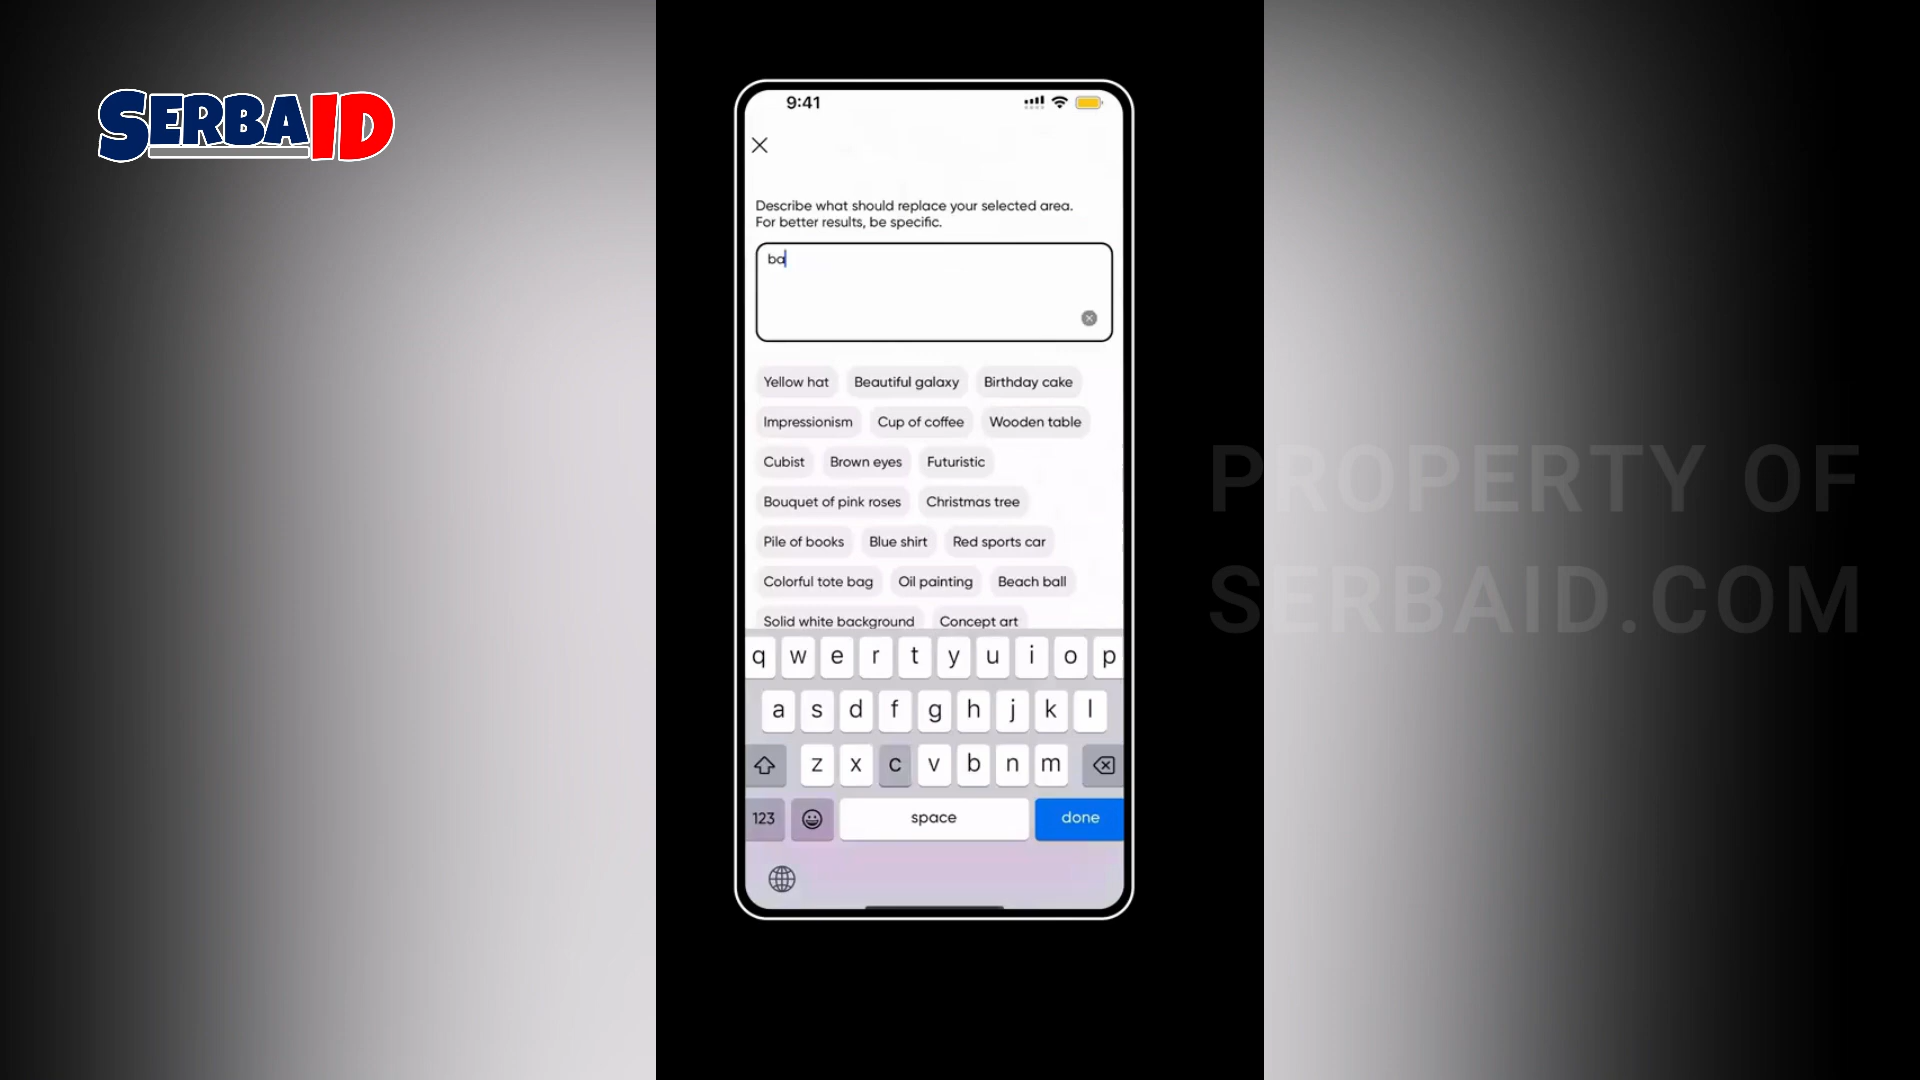 SERBAID
9:41
Describe what should replace your selected area.
For better results, be specific.
ba
Yellow hat Beautiful galaxy Birthday cake
Impressionism Cup of coffee Wooden table
Cubist Brown eyes Futuristic
Bouquet of pink roses Christmas tree
Pile of books Blue shirt Red sports car
Colorful tote bag Oil painting Beach ball
Solid white background Concept art
q w e r t y u i o p
a s d f g h j k l
z x c v b n m
123 space done
PROPERTY OF
SERBAID.COM